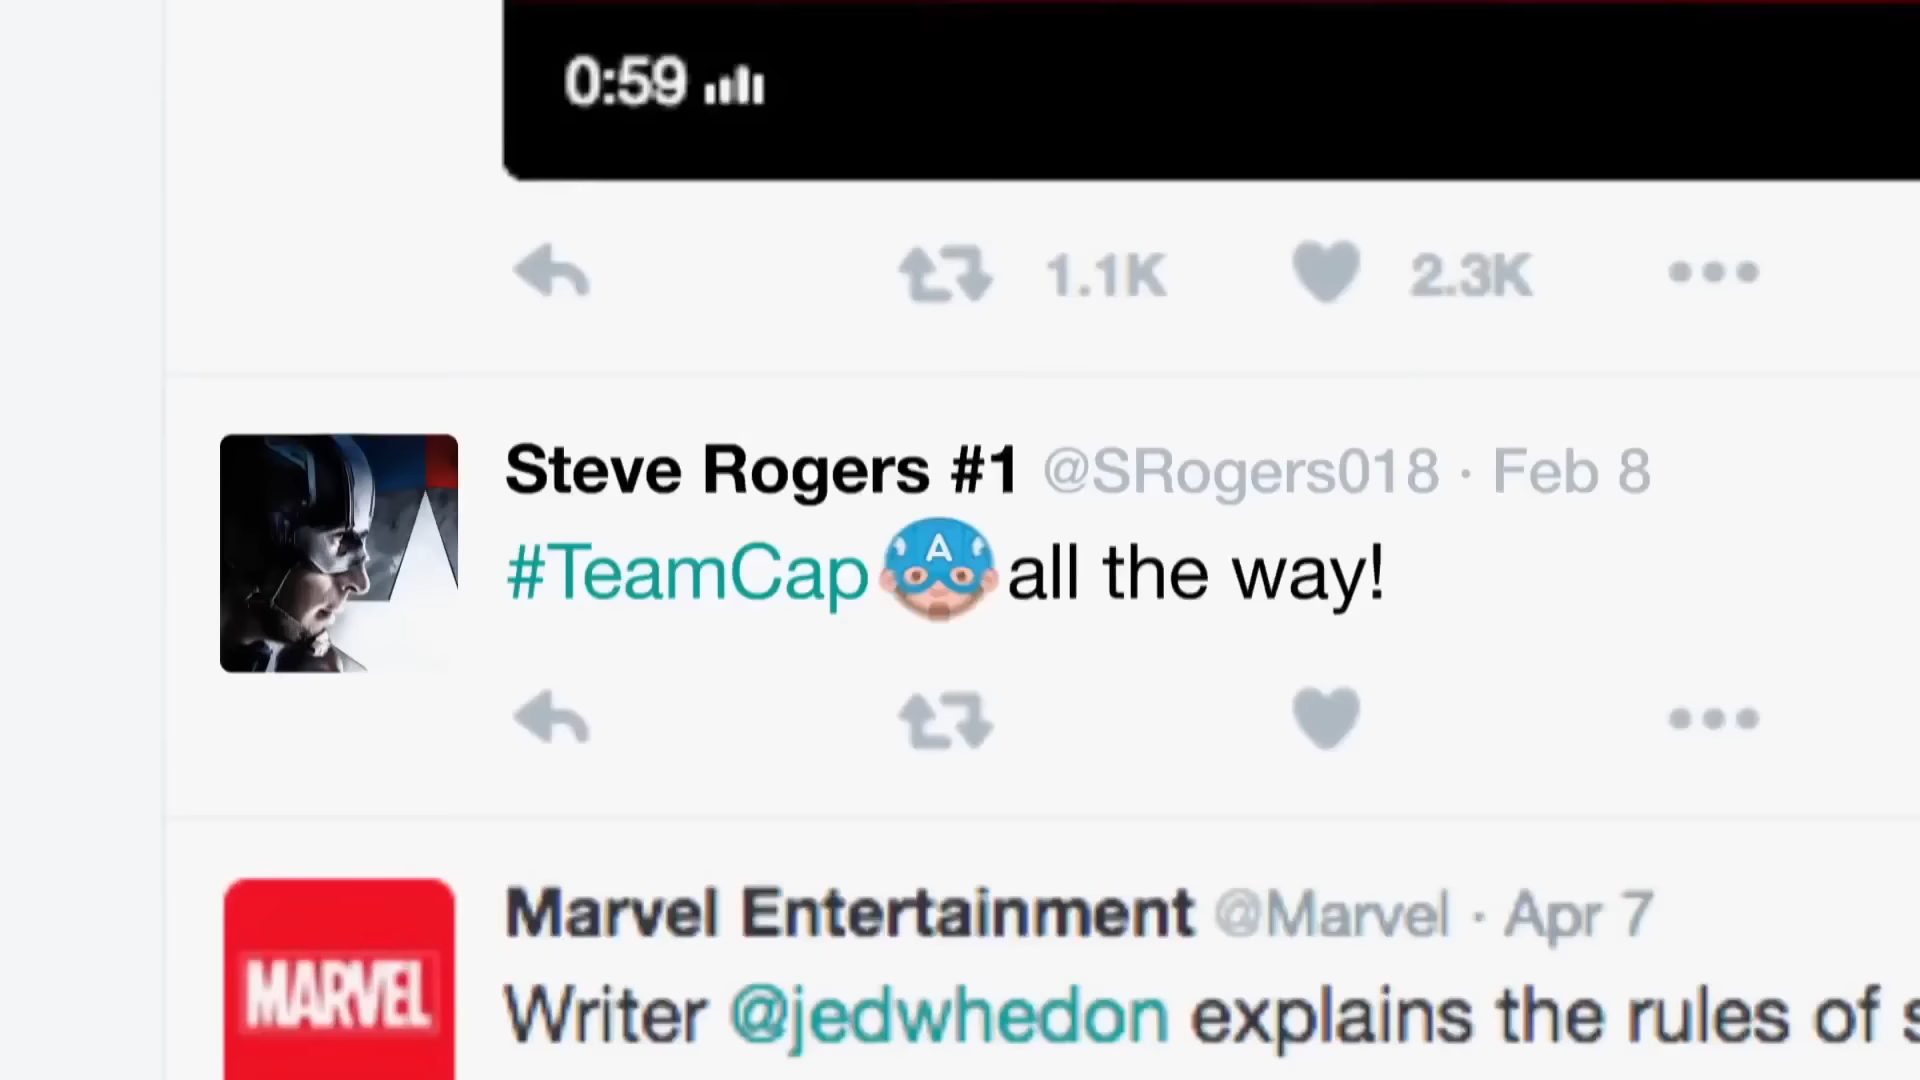 0:59
1.1K 2.3K
Steve Rogers #1 @SRogers018 · Feb 8
#TeamCap A all the way!
Marvel Entertainment @Marvel · Apr 7
MARVEL
Writer @jedwhedon explains the rules of s